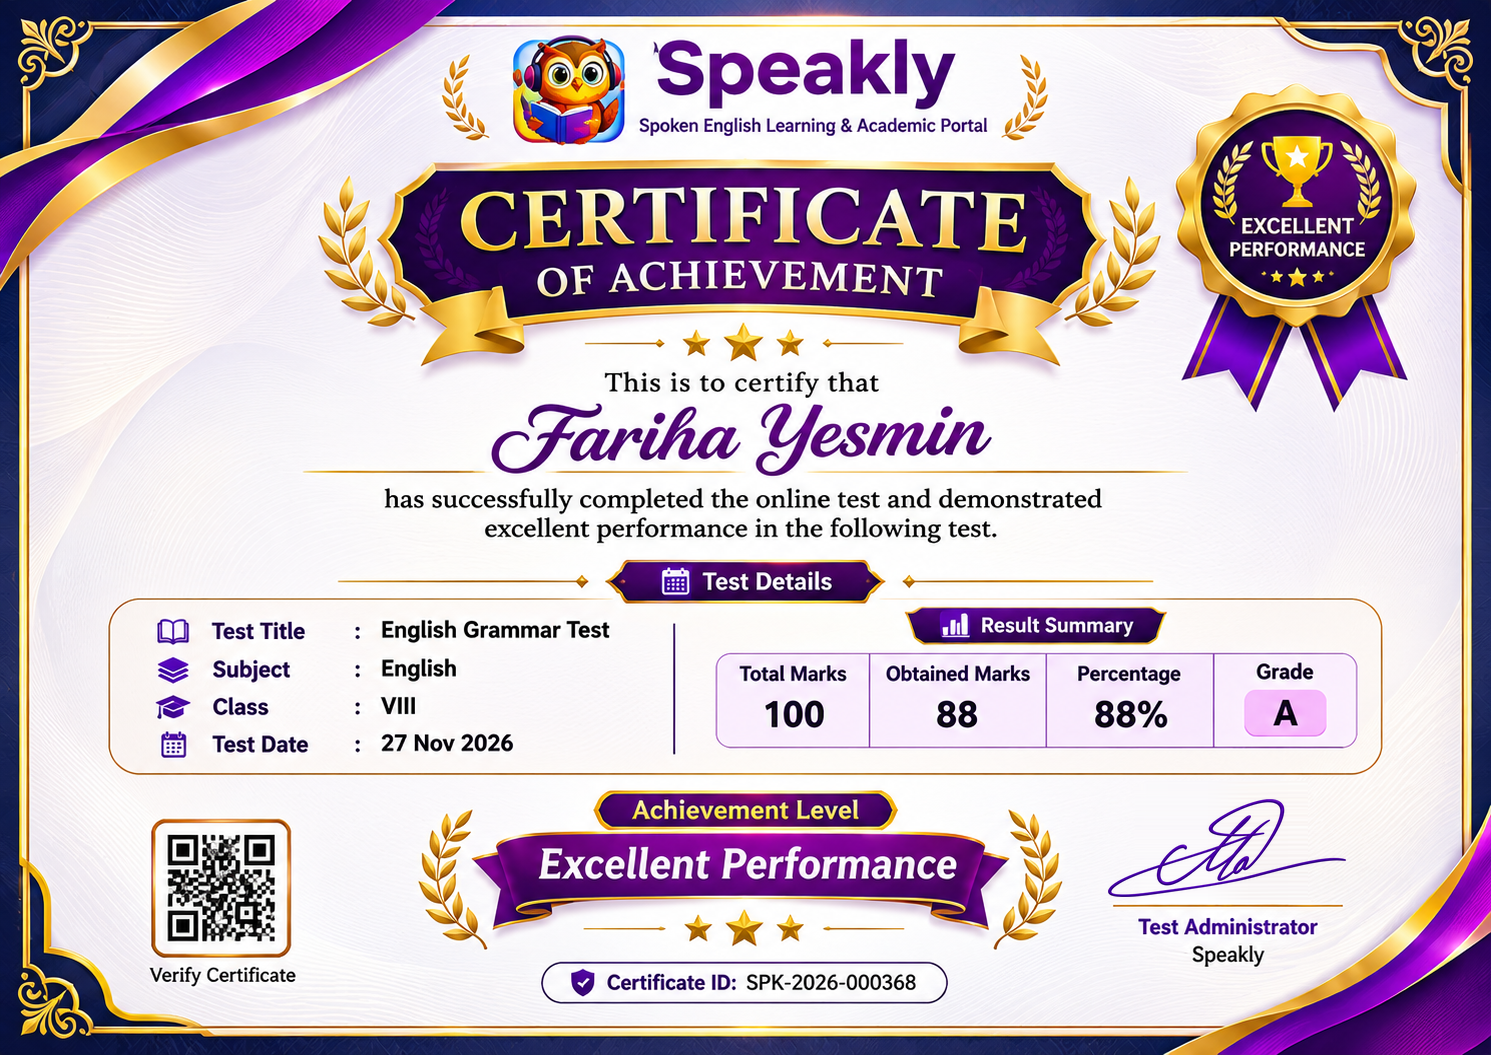 Speakly
Spoken English Learning & Academic Portal
CERTIFICATE
OF ACHIEVEMENT
EXCELLENT
PERFORMANCE
This is to certify that
Fariha Yesmin
has successfully completed the online test and demonstrated
excellent performance in the following test.
Test Details
Test Title : English Grammar Test
Subject : English
Class : VIII
Test Date : 27 Nov 2026
Result Summary
Total Marks Obtained Marks Percentage Grade
100 88 88% A
Achievement Level
Excellent Performance
Verify Certificate
Test Administrator
Speakly
Certificate ID: SPK-2026-000368